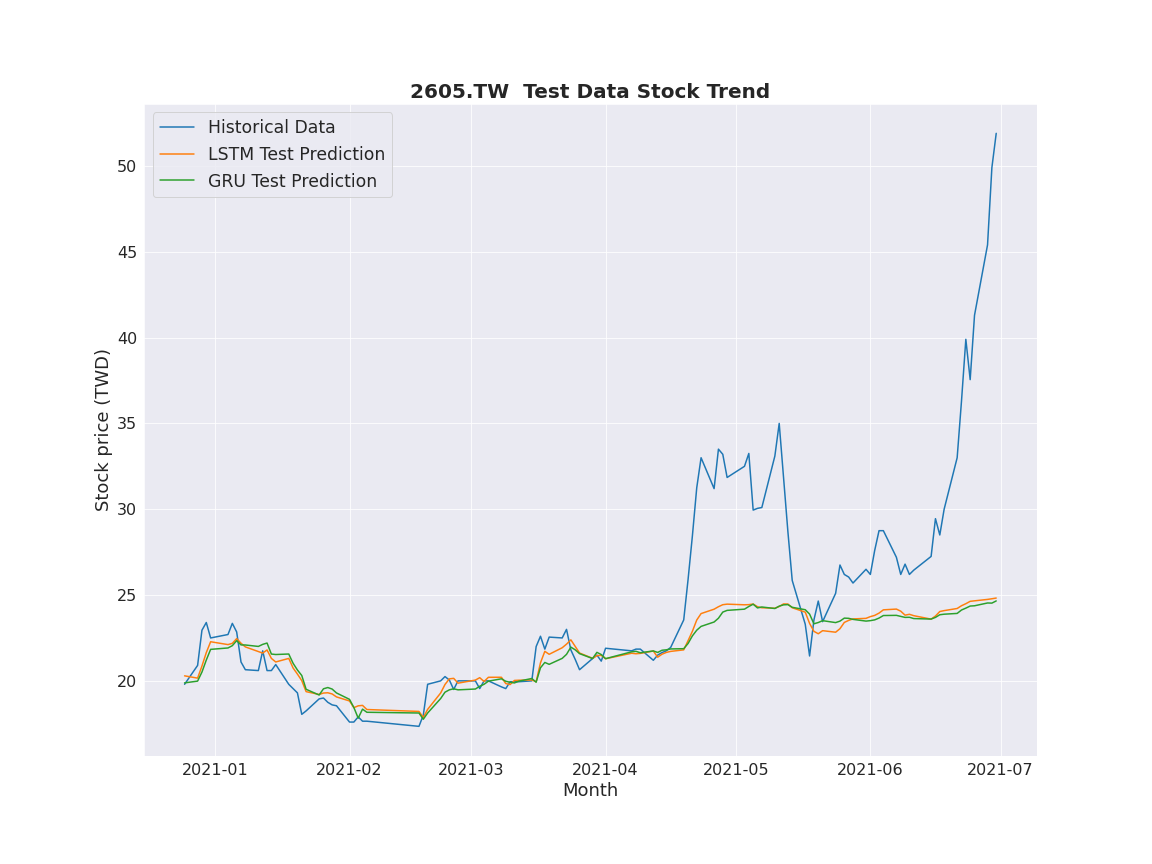 2605.TW  Test Data Stock Trend
Historical Data
LSTM Test Prediction
GRU Test Prediction
50
45
40
35
30
25
20
Stock price (TWD)
2021-01
2021-02
2021-03
2021-04
2021-05
2021-06
2021-07
Month